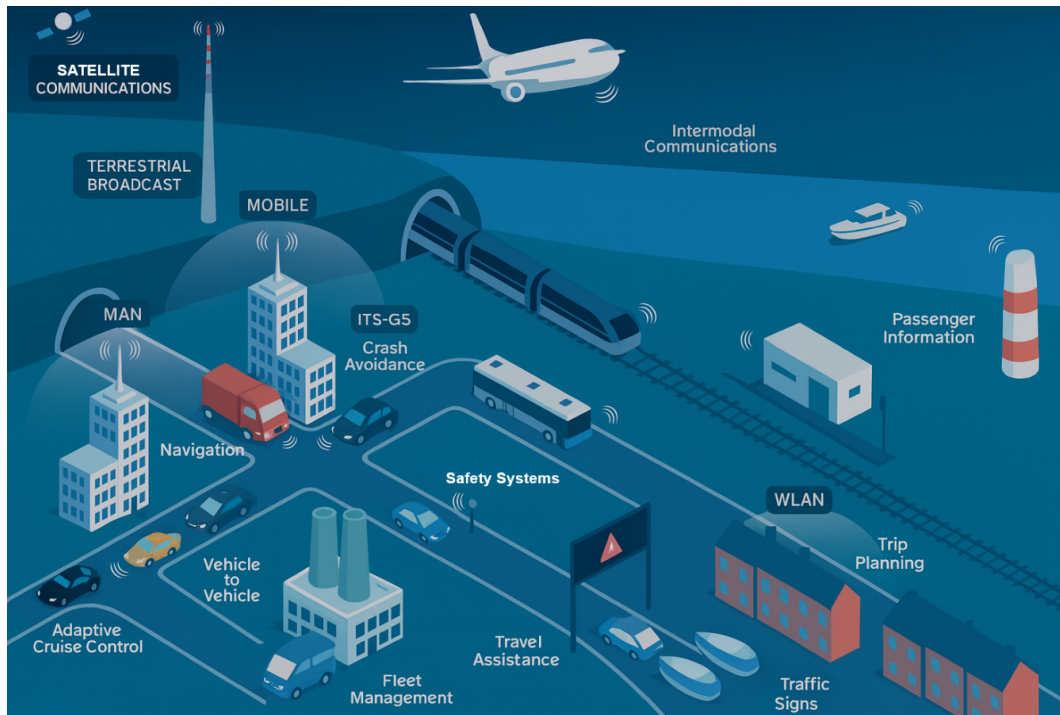 SATELLITE
COMMUNICATIONS
TERRESTRIAL
BROADCAST
Intermodal
Communications
MOBILE
MAN
ITS-G5
Crash
Avoidance
Passenger
Information
Navigation
Safety Systems
WLAN
Trip
Planning
Vehicle
to
Vehicle
Adaptive
Cruise Control
Travel
Assistance
Fleet
Management
Traffic
Signs